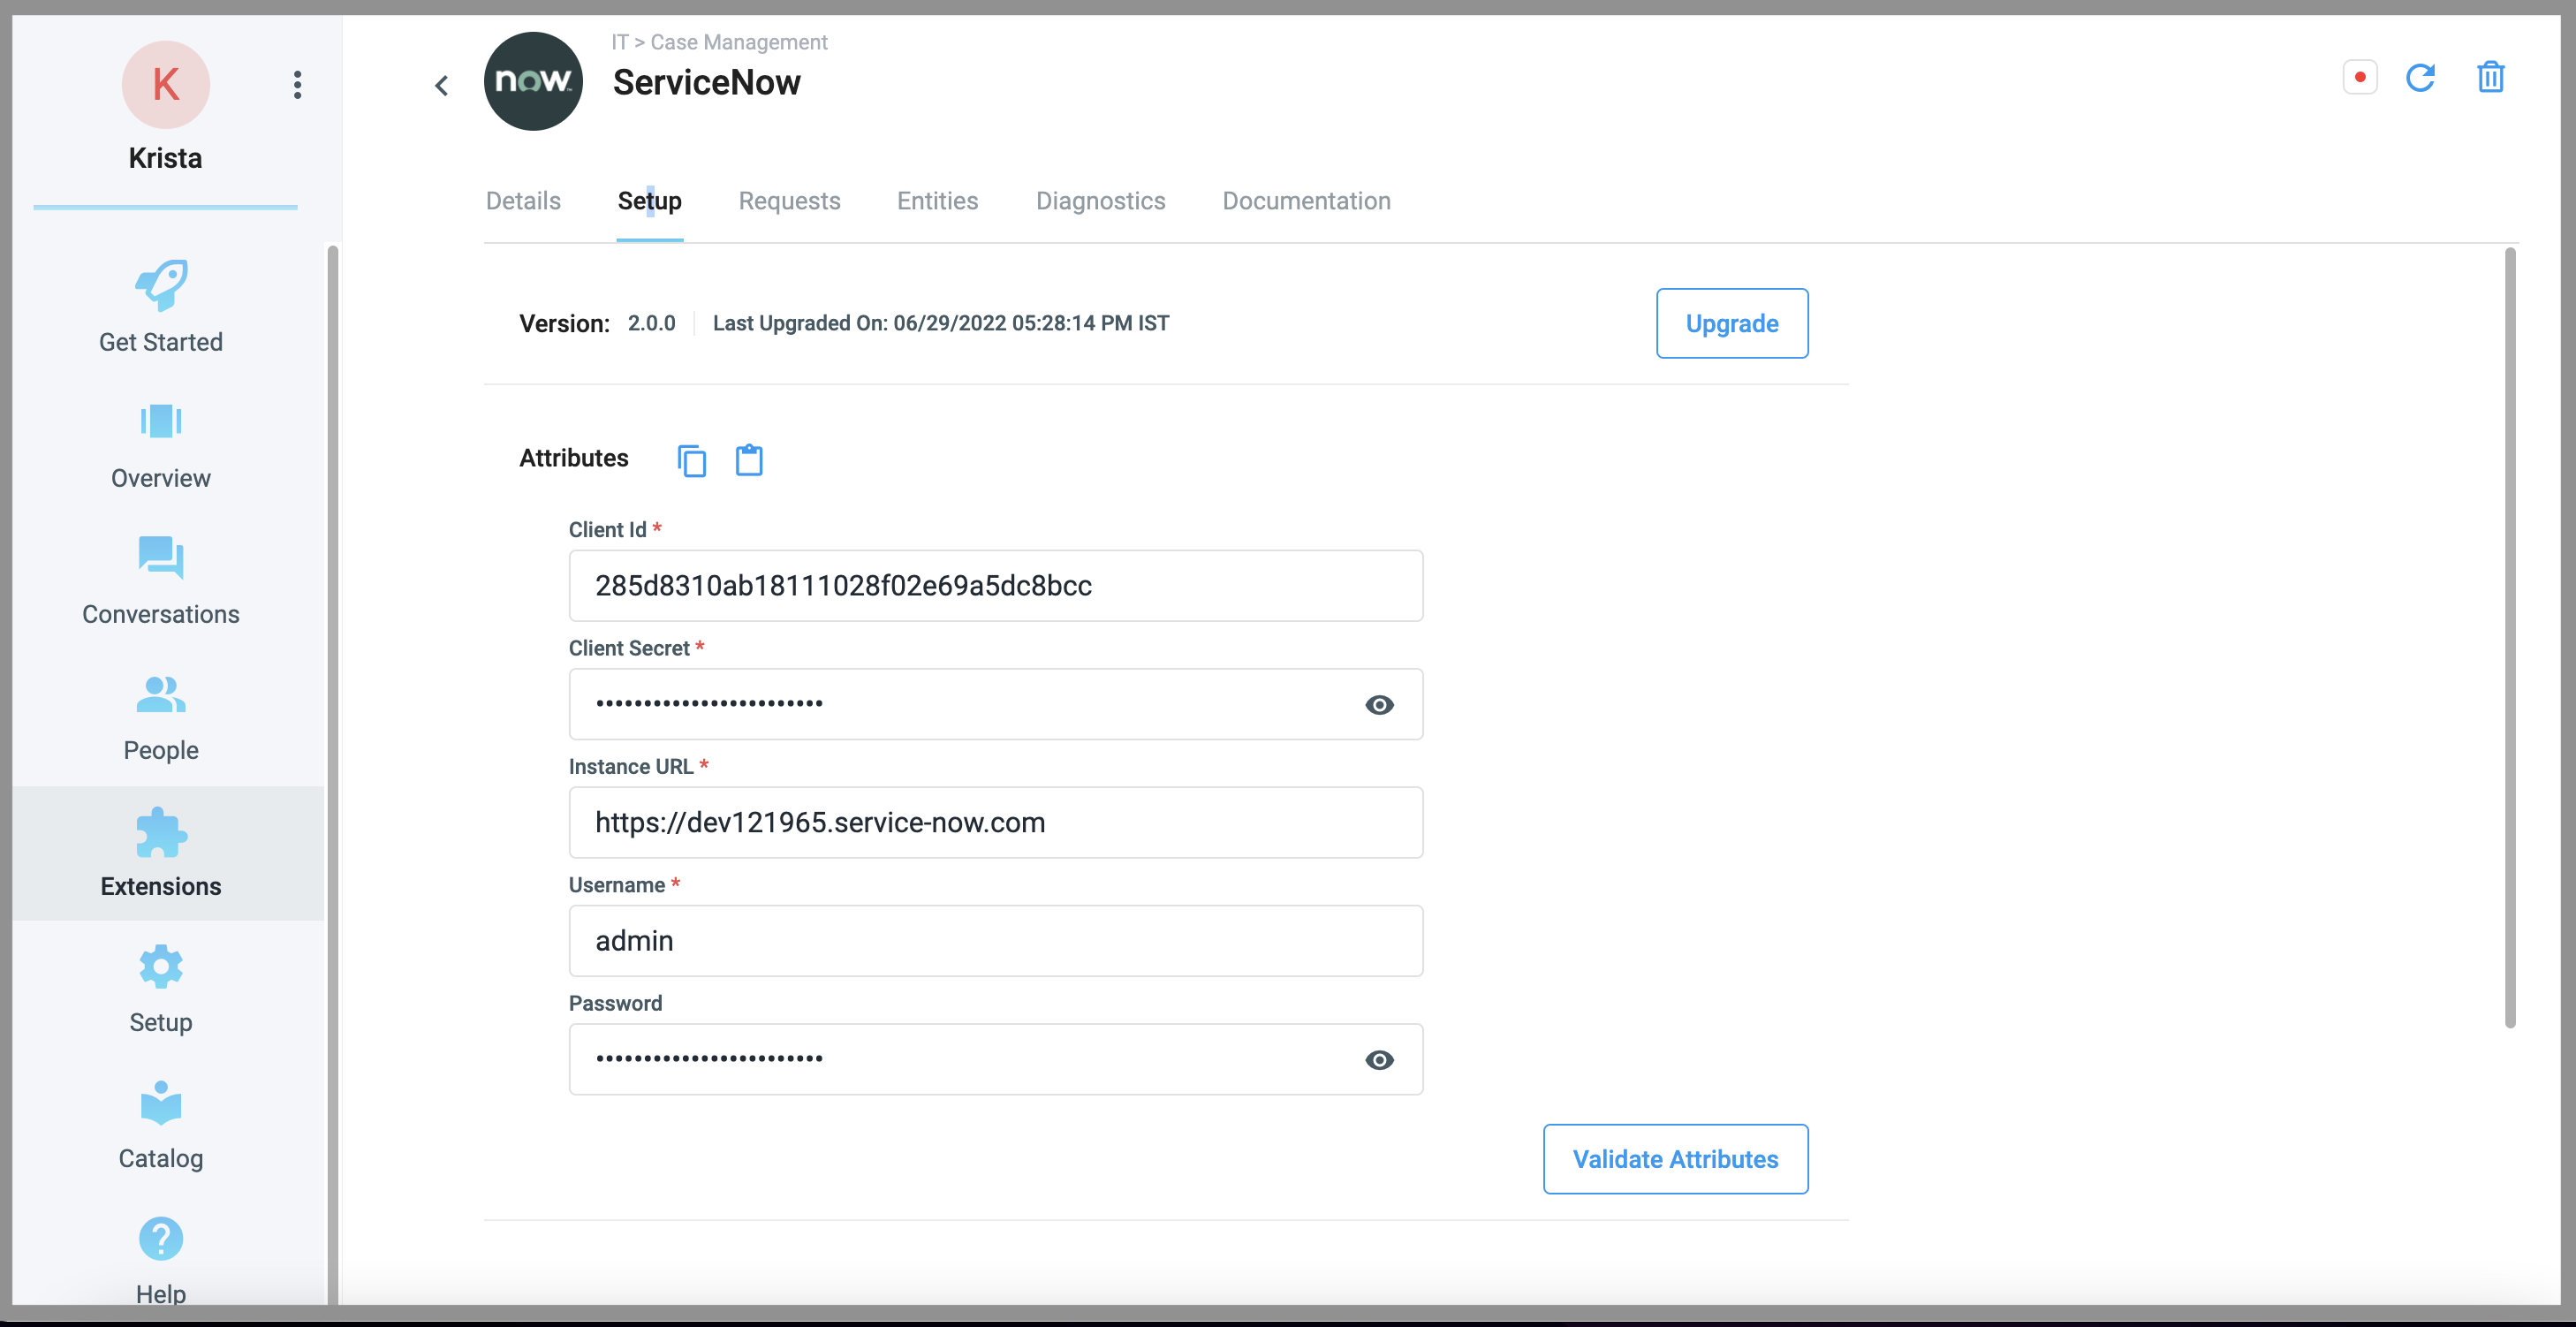 K
Krista
Get Started
Overview
Conversations
People
Extensions
Setup
Catalog
?
Help
now
IT > Case Management
ServiceNow
Details Setup Requests Entities Diagnostics Documentation
Version: 2.0.0 Last Upgraded On: 06/29/2022 05:28:14 PM IST
Upgrade
Attributes
Client Id *
285d8310ab18111028f02e69a5dc8bcc
Client Secret *
••••••••••••••••••••••••
Instance URL *
https://dev121965.service-now.com
Username *
admin
Password
••••••••••••••••••••••••
Validate Attributes